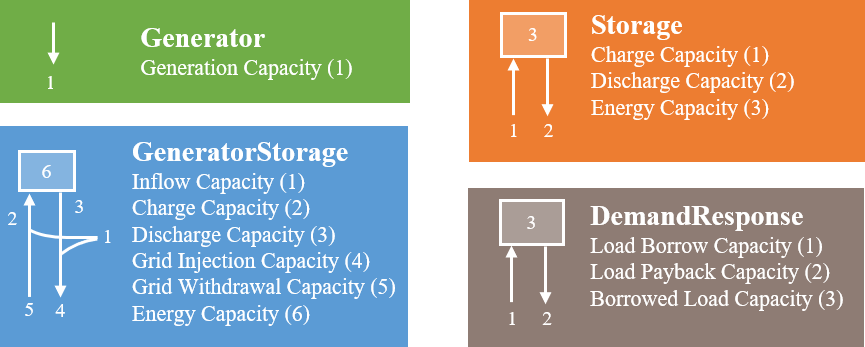 Generator
Generation Capacity (1)
1
Storage
Charge Capacity (1)
Discharge Capacity (2)
Energy Capacity (3)
3
1 2
GeneratorStorage
Inflow Capacity (1)
Charge Capacity (2)
Discharge Capacity (3)
Grid Injection Capacity (4)
Grid Withdrawal Capacity (5)
Energy Capacity (6)
6
2 3
1
5 4
DemandResponse
Load Borrow Capacity (1)
Load Payback Capacity (2)
Borrowed Load Capacity (3)
3
1 2